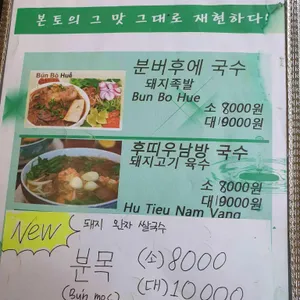 본토의 그 맛 그대로 재현하다!
Bún Bò Huế
분버후에 국수
돼지족발
Bun Bo Hue
소 8000원
대 9000원
후띠우남방 국수
돼지고기 육수
소 8000원
대 9000원
Hu Tieu Nam Vang
New
돼지 완자 쌀국수
분목 (소) 8000
(Bún moc) (대) 10,000